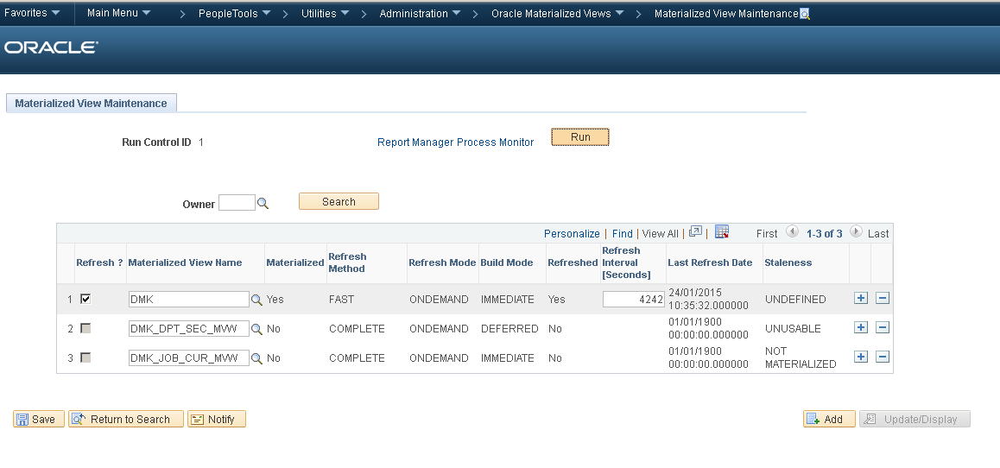 Favorites Main Menu > PeopleTools > Utilities > Administration > Oracle Materialized Views > Materialized View Maintenance
ORACLE®
Materialized View Maintenance
Run Control ID 1 Report Manager Process Monitor Run
Owner Search
Personalize | Find | View All | | First 1-3 of 3 Last
Refresh ? Materialized View Name Materialized Refresh Method Refresh Mode Build Mode Refreshed Refresh Interval [Seconds] Last Refresh Date Staleness
1 DMK Yes FAST ONDEMAND IMMEDIATE Yes 4242 24/01/2015 10:35:32.000000 UNDEFINED
2 DMK_DPT_SEC_MVW No COMPLETE ONDEMAND DEFERRED No 01/01/1900 00:00:00.000000 UNUSABLE
3 DMK_JOB_CUR_MVW No COMPLETE ONDEMAND IMMEDIATE No 01/01/1900 00:00:00.000000 NOT MATERIALIZED
Save Return to Search Notify Add Update/Display